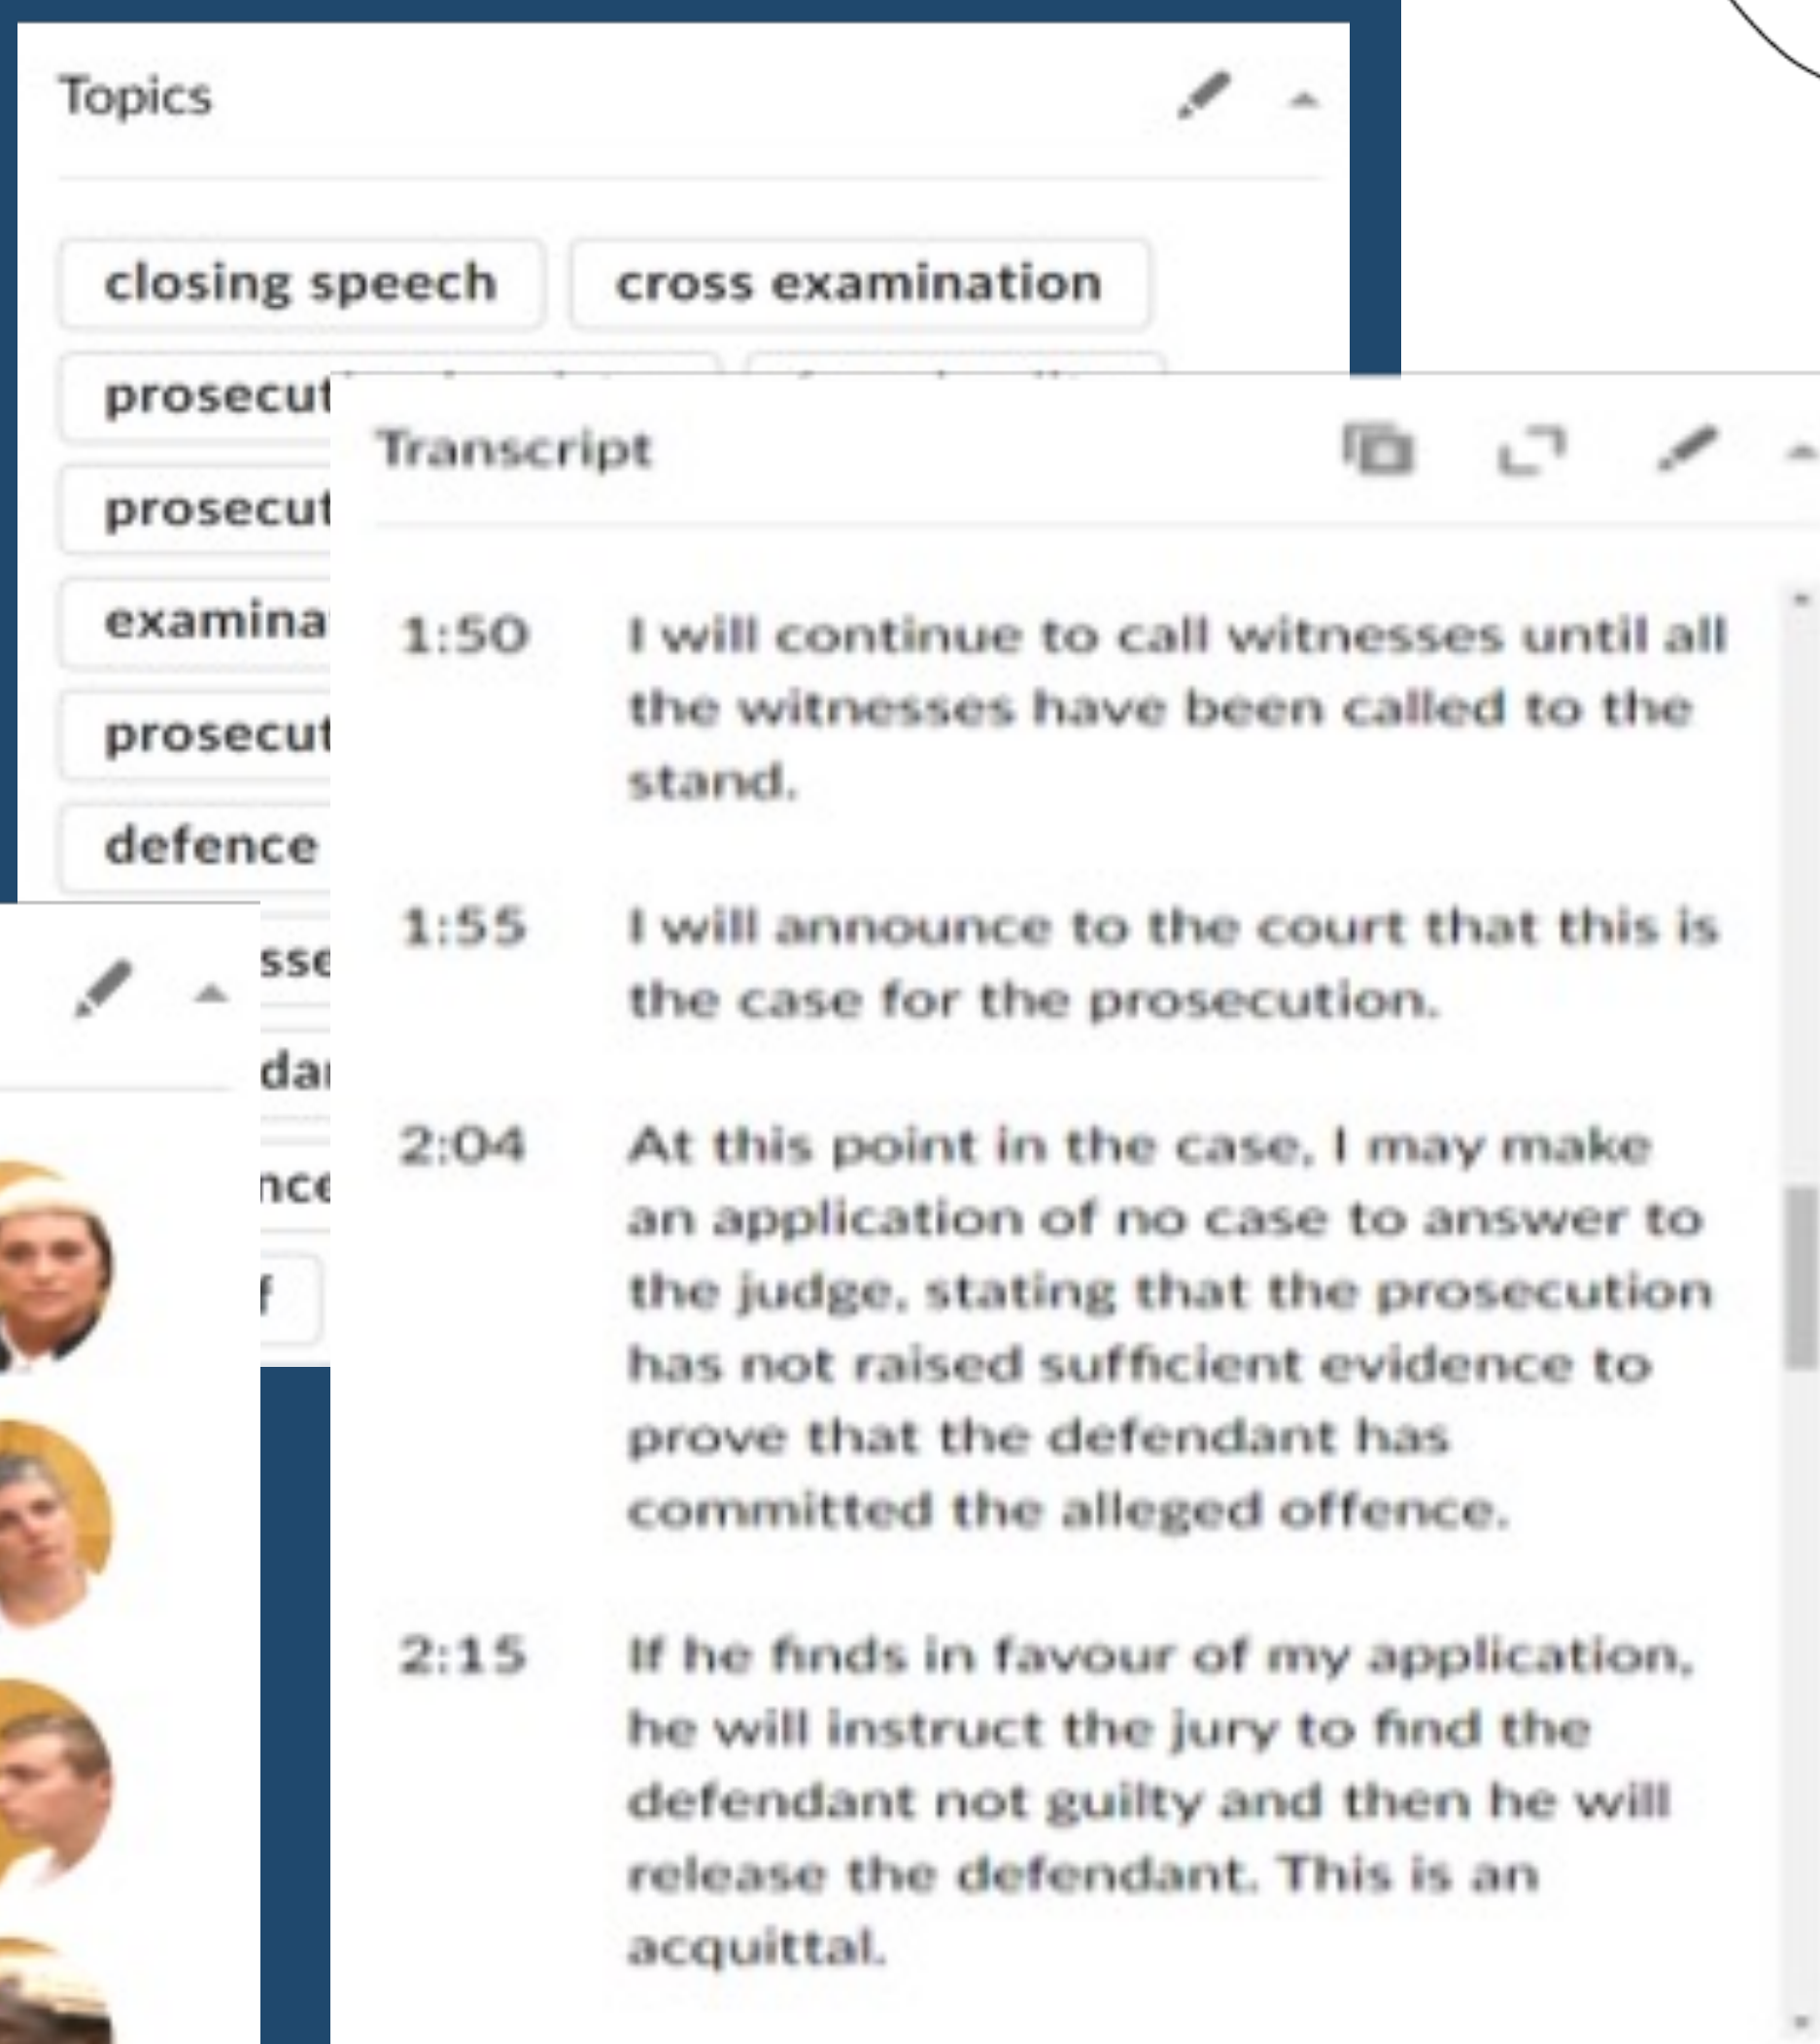 Topics
closing speech
cross examination
prosecut
prosecut
examina
prosecut
defence
sse
nce
f
Transcript
1:50 I will continue to call witnesses until all
the witnesses have been called to the
stand.
1:55 I will announce to the court that this is
the case for the prosecution.
2:04 At this point in the case, I may make
an application of no case to answer to
the judge, stating that the prosecution
has not raised sufficient evidence to
prove that the defendant has
committed the alleged offence.
2:15 If he finds in favour of my application,
he will instruct the jury to find the
defendant not guilty and then he will
release the defendant. This is an
acquittal.